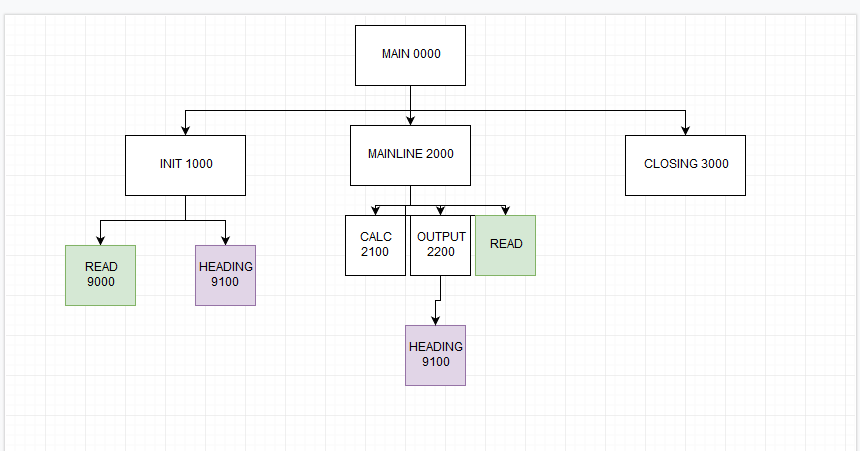 MAIN 0000
INIT 1000
MAINLINE 2000
CLOSING 3000
READ
9000
HEADING
9100
CALC
2100
OUTPUT
2200
READ
HEADING
9100